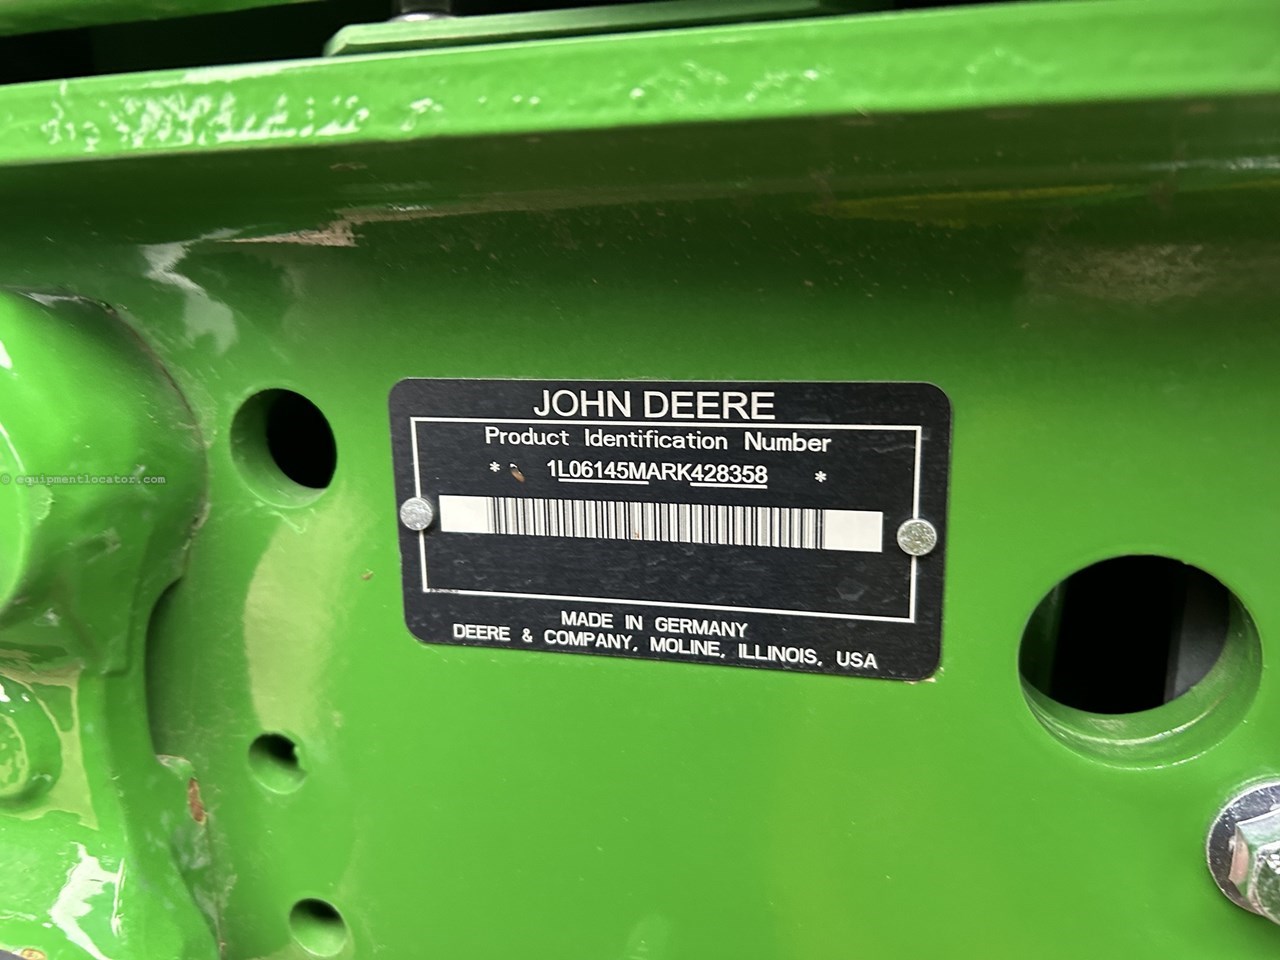 JOHN DEERE
Product Identification Number
* 1L06145MARK428358 *
MADE IN GERMANY
DEERE & COMPANY, MOLINE, ILLINOIS, USA
© equipmentlocator.com